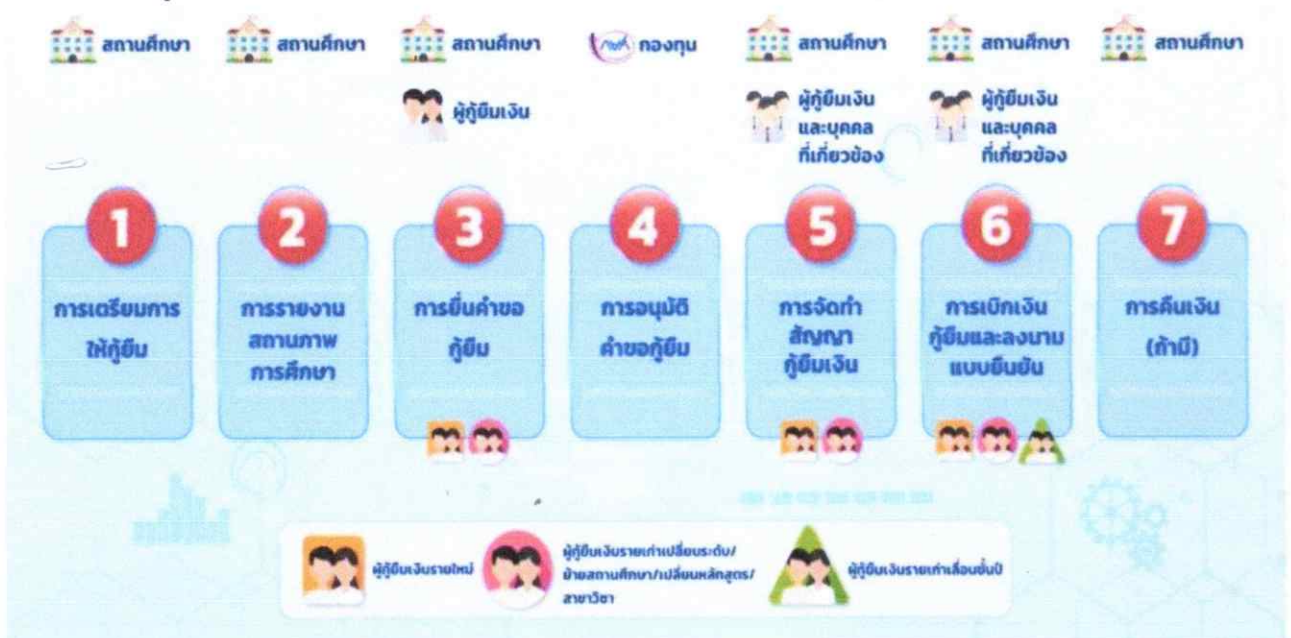 สถานศึกษา
สถานศึกษา
สถานศึกษา
กยศ. กองทุน
สถานศึกษา
สถานศึกษา
สถานศึกษา
ผู้กู้ยืมเงิน
ผู้กู้ยืมเงิน
และบุคคล
ที่เกี่ยวข้อง
ผู้กู้ยืมเงิน
และบุคคล
ที่เกี่ยวข้อง
1
การเตรียมการ
ให้กู้ยืม
2
การรายงาน
สถานภาพ
การศึกษา
3
การยื่นคำขอ
กู้ยืม
4
การอนุมัติ
คำขอกู้ยืม
5
การจัดทำ
สัญญา
กู้ยืมเงิน
6
การเบิกเงิน
กู้ยืมและลงนาม
แบบยืนยัน
7
การคืนเงิน
(ถ้ามี)
ผู้กู้ยืมเงินรายใหม่
ผู้กู้ยืมเงินรายเก่าเปลี่ยนระดับ/
ย้ายสถานศึกษา/เปลี่ยนหลักสูตร/
สาขาวิชา
ผู้กู้ยืมเงินรายเก่าเลื่อนชั้นปี